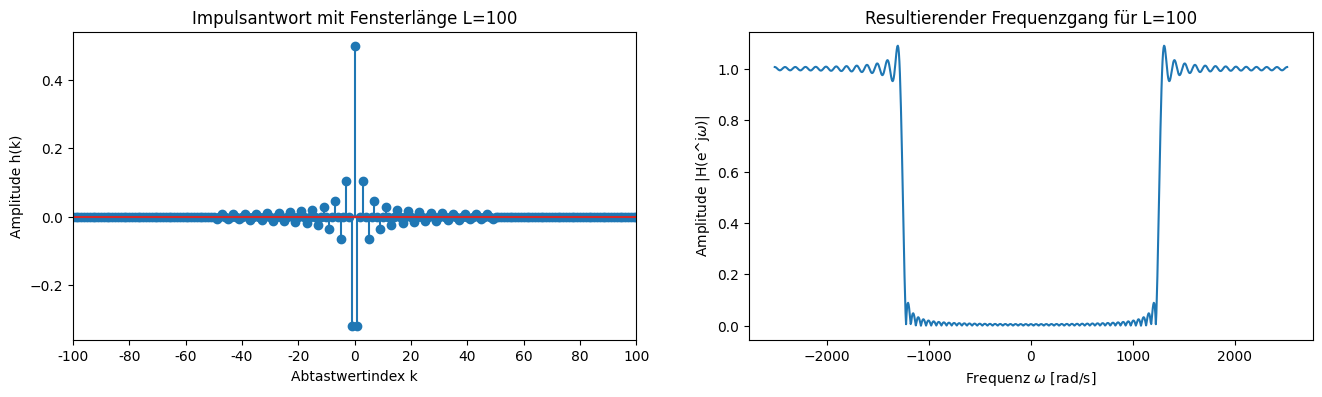 Impulsantwort mit Fensterlänge L=100
Amplitude h(k)
0.4
0.2
0.0
−0.2
-100 -80 -60 -40 -20 0 20 40 60 80 100
Abtastwertindex k
Resultierender Frequenzgang für L=100
Amplitude |H(e^jω)|
1.0
0.8
0.6
0.4
0.2
0.0
−2000 −1000 0 1000 2000
Frequenz ω [rad/s]